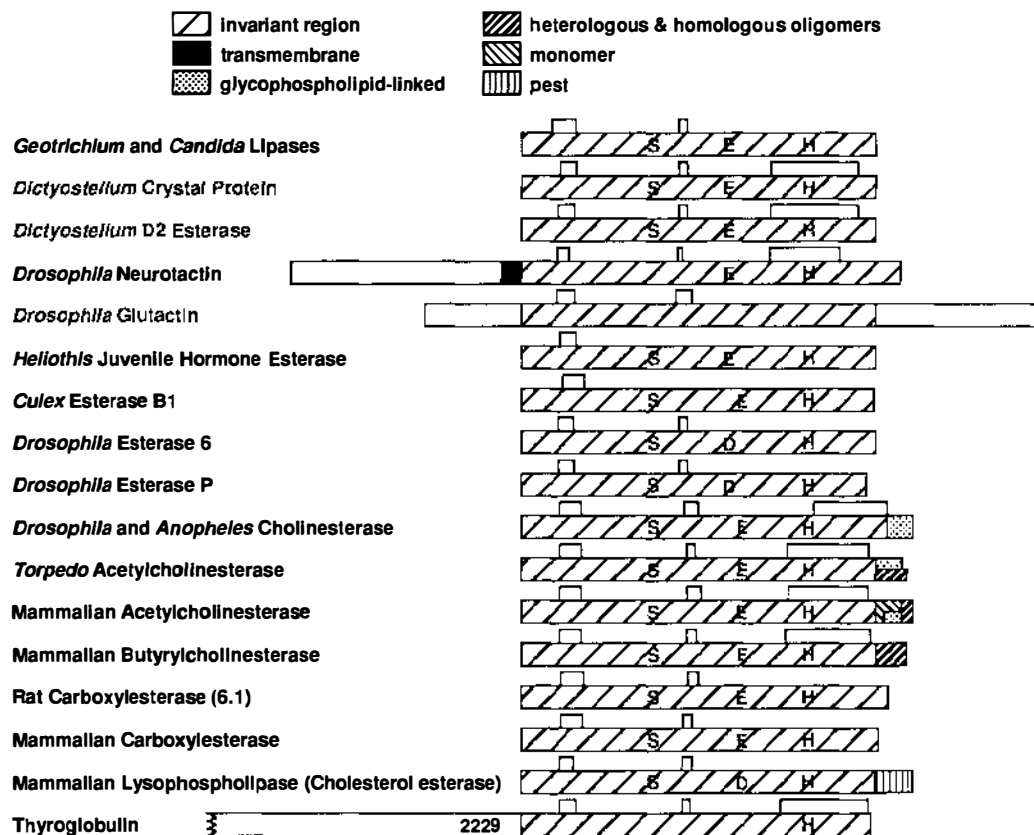 invariant region
transmembrane
glycophospholipid-linked
heterologous & homologous oligomers
monomer
pest
Geotrichium and Candida Lipases S E H
Dictyostelium Crystal Protein S E H
Dictyostelium D2 Esterase S E H
Drosophila Neurotactin E H
Drosophila Glutactin
Heliothis Juvenile Hormone Esterase S E H
Culex Esterase B1 S E H
Drosophila Esterase 6 S D H
Drosophila Esterase P S D H
Drosophila and Anopheles Cholinesterase S E H
Torpedo Acetylcholinesterase S E H
Mammalian Acetylcholinesterase S E H
Mammalian Butyrylcholinesterase S E H
Rat Carboxylesterase (6.1) S E H
Mammalian Carboxylesterase S E H
Mammalian Lysophospholipase (Cholesterol esterase) S D H
Thyroglobulin 2229 H